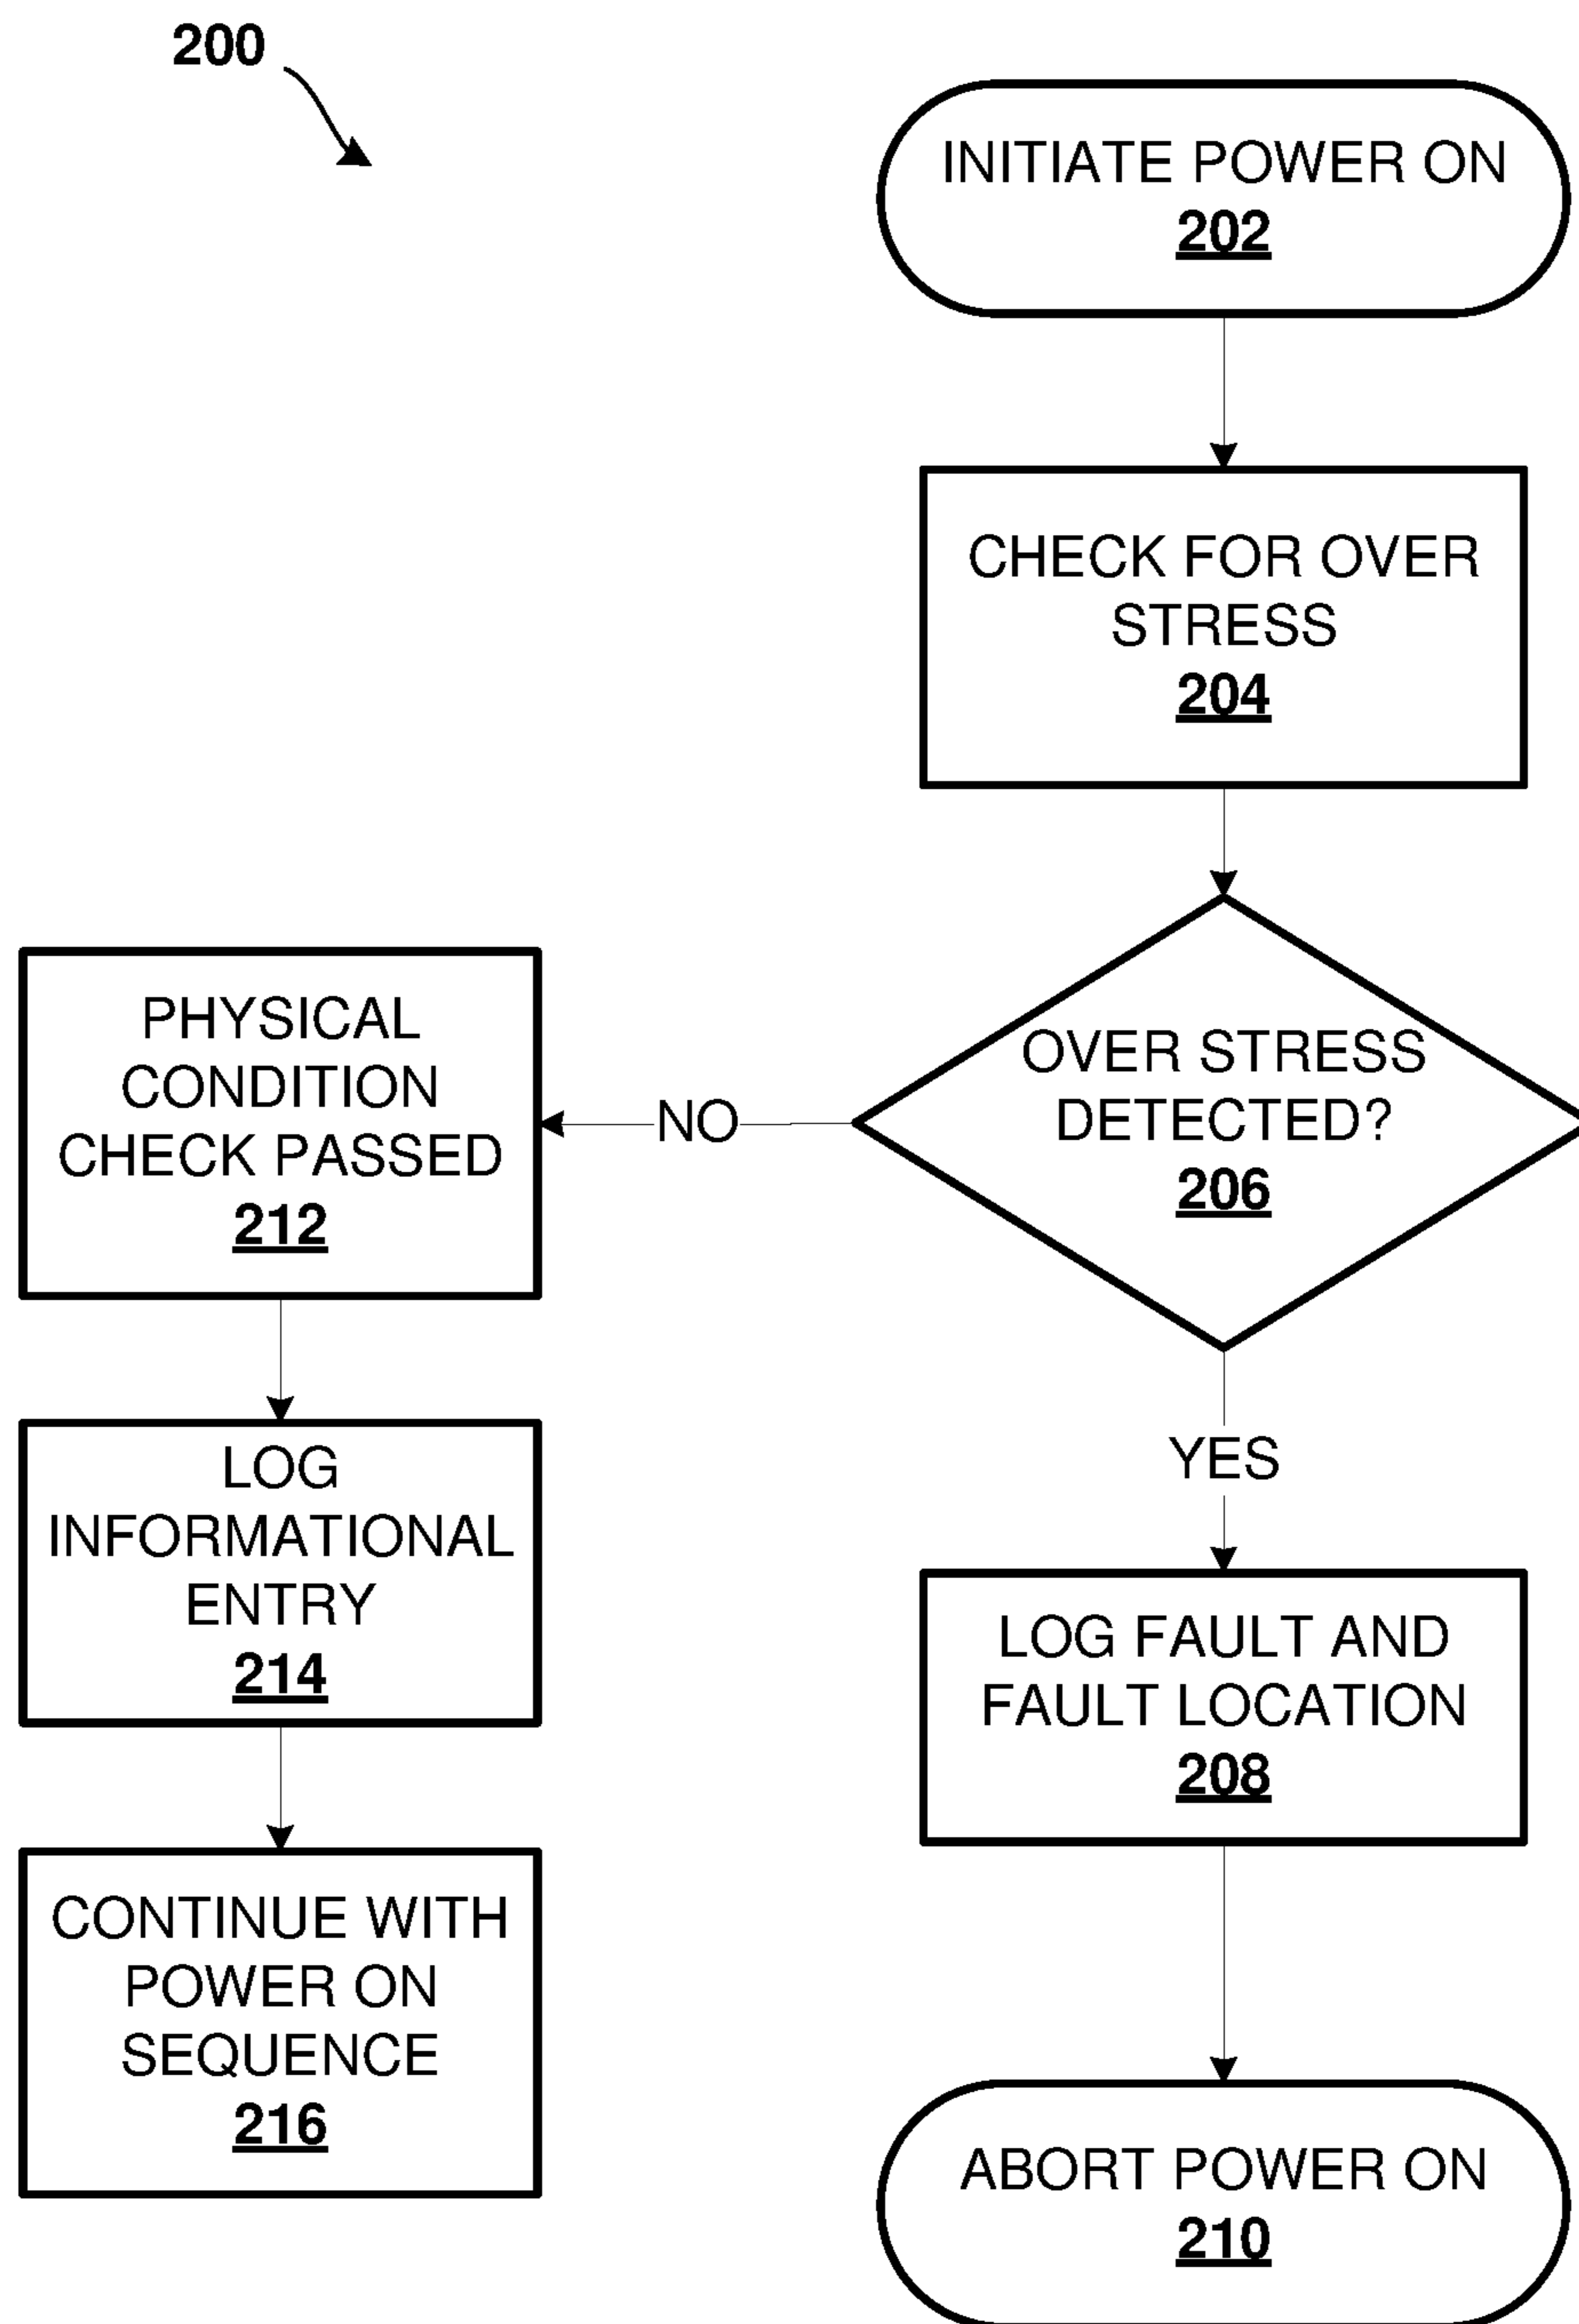 200
INITIATE POWER ON
202
CHECK FOR OVER
STRESS
204
OVER STRESS
DETECTED?
206
NO
PHYSICAL
CONDITION
CHECK PASSED
212
LOG
INFORMATIONAL
ENTRY
214
CONTINUE WITH
POWER ON
SEQUENCE
216
YES
LOG FAULT AND
FAULT LOCATION
208
ABORT POWER ON
210